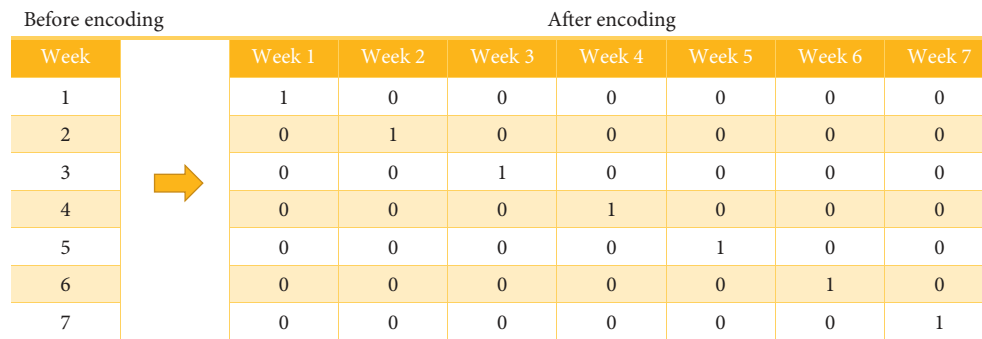 Before encoding After encoding
Week Week 1 Week 2 Week 3 Week 4 Week 5 Week 6 Week 7
1 1 0 0 0 0 0 0
2 0 1 0 0 0 0 0
3 0 0 1 0 0 0 0
4 0 0 0 1 0 0 0
5 0 0 0 0 1 0 0
6 0 0 0 0 0 1 0
7 0 0 0 0 0 0 1